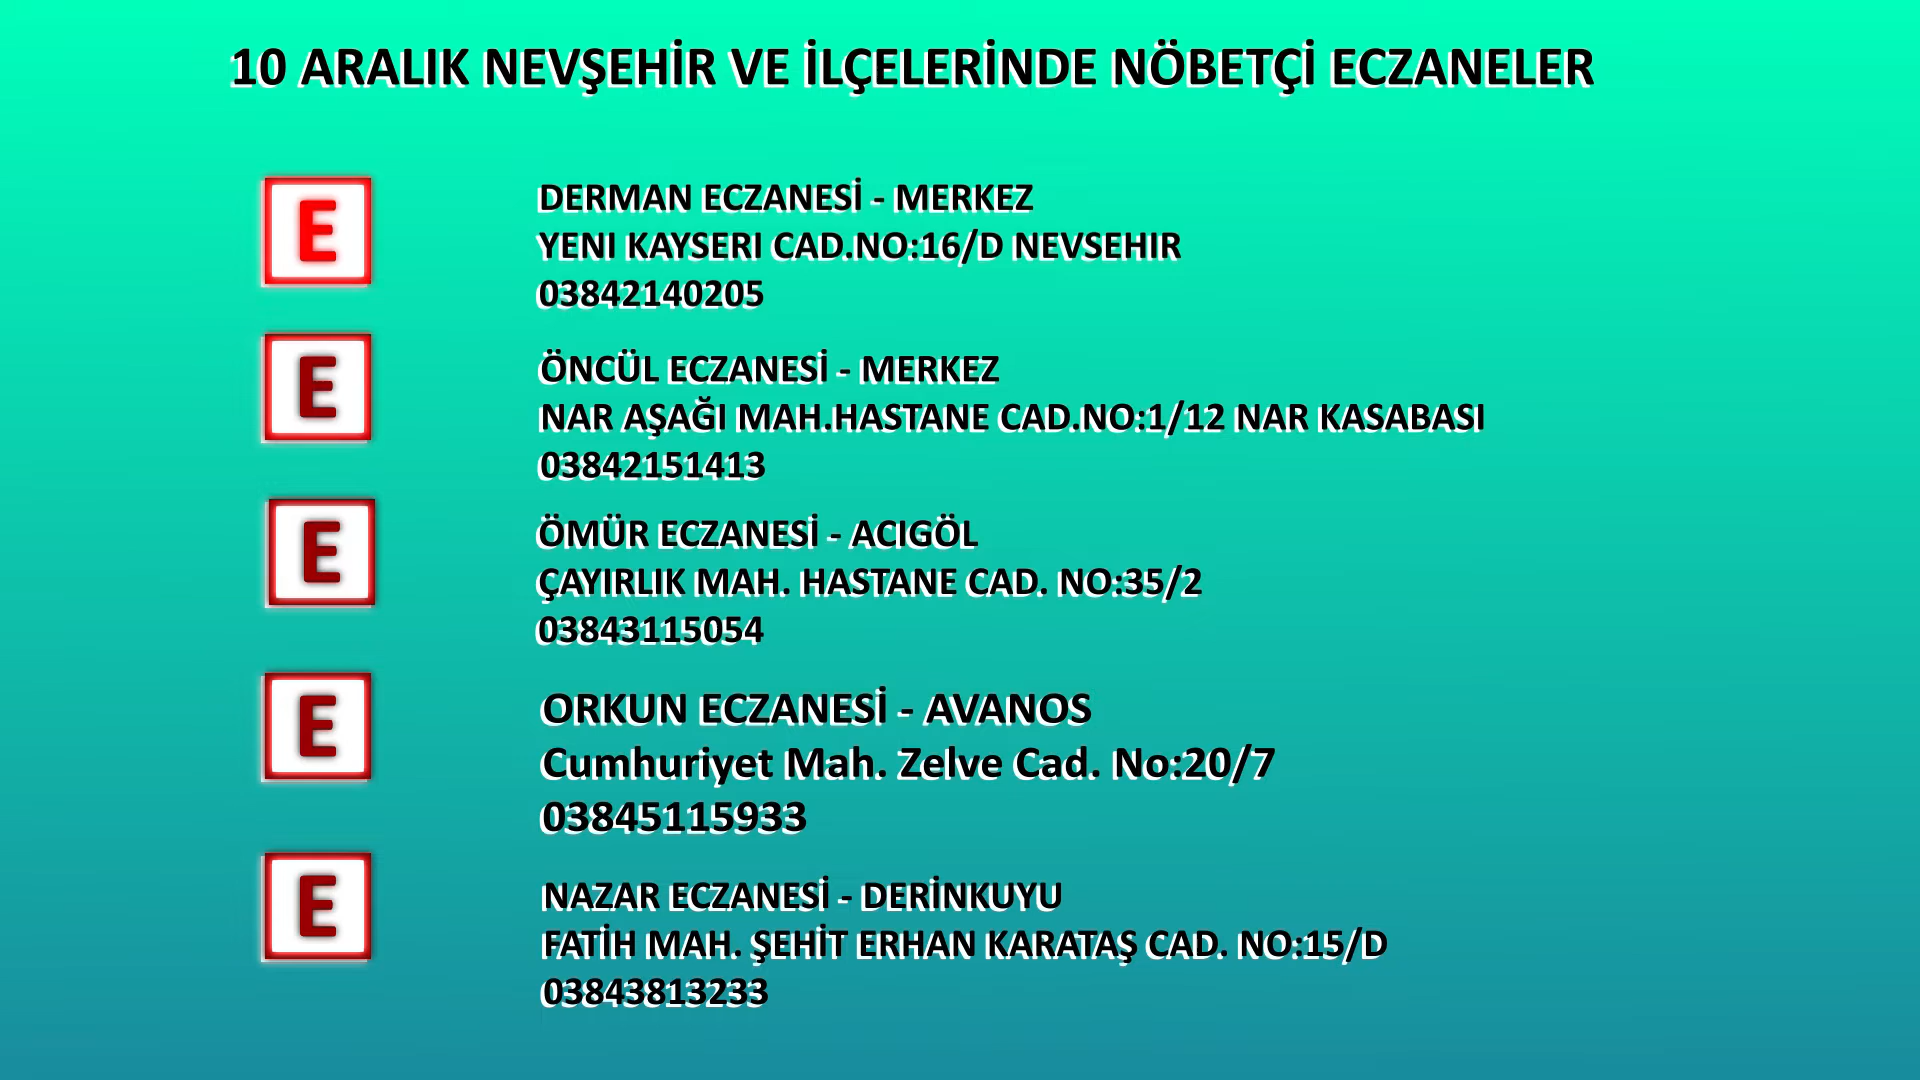 10 ARALIK NEVŞEHİR VE İLÇELERİNDE NÖBETÇİ ECZANELER
E
DERMAN ECZANESİ - MERKEZ
YENI KAYSERI CAD.NO:16/D NEVSEHIR
03842140205
E
ÖNCÜL ECZANESİ - MERKEZ
NAR AŞAĞI MAH.HASTANE CAD.NO:1/12 NAR KASABASI
03842151413
E
ÖMÜR ECZANESİ - ACIGÖL
ÇAYIRLIK MAH. HASTANE CAD. NO:35/2
03843115054
E
ORKUN ECZANESİ - AVANOS
Cumhuriyet Mah. Zelve Cad. No:20/7
03845115933
E
NAZAR ECZANESİ - DERİNKUYU
FATİH MAH. ŞEHİT ERHAN KARATAŞ CAD. NO:15/D
03843813233